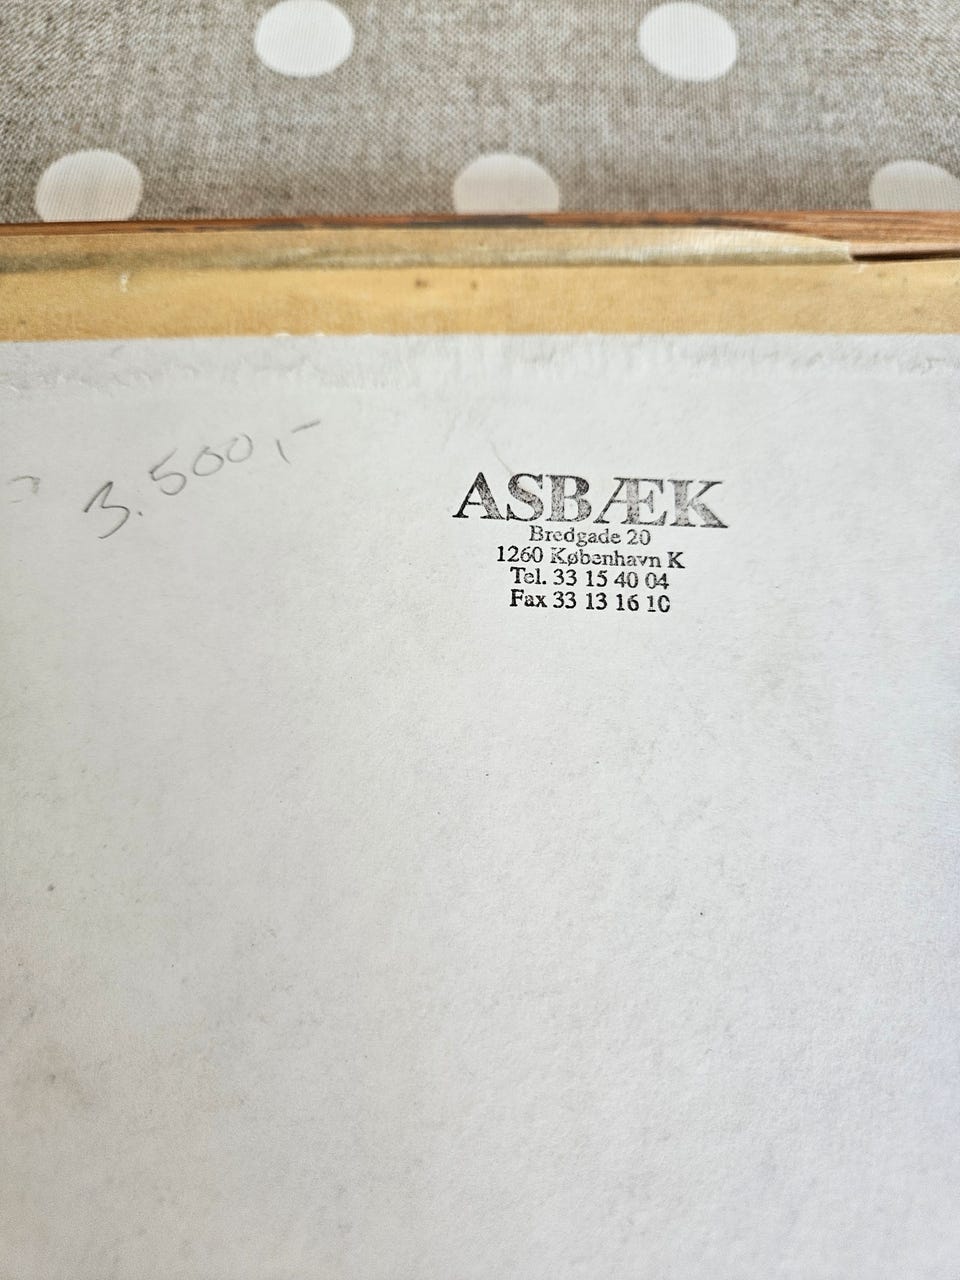 3.500,-
ASBÆK
Bredgade 20
1260 København K
Tel. 33 15 40 04
Fax 33 13 16 10